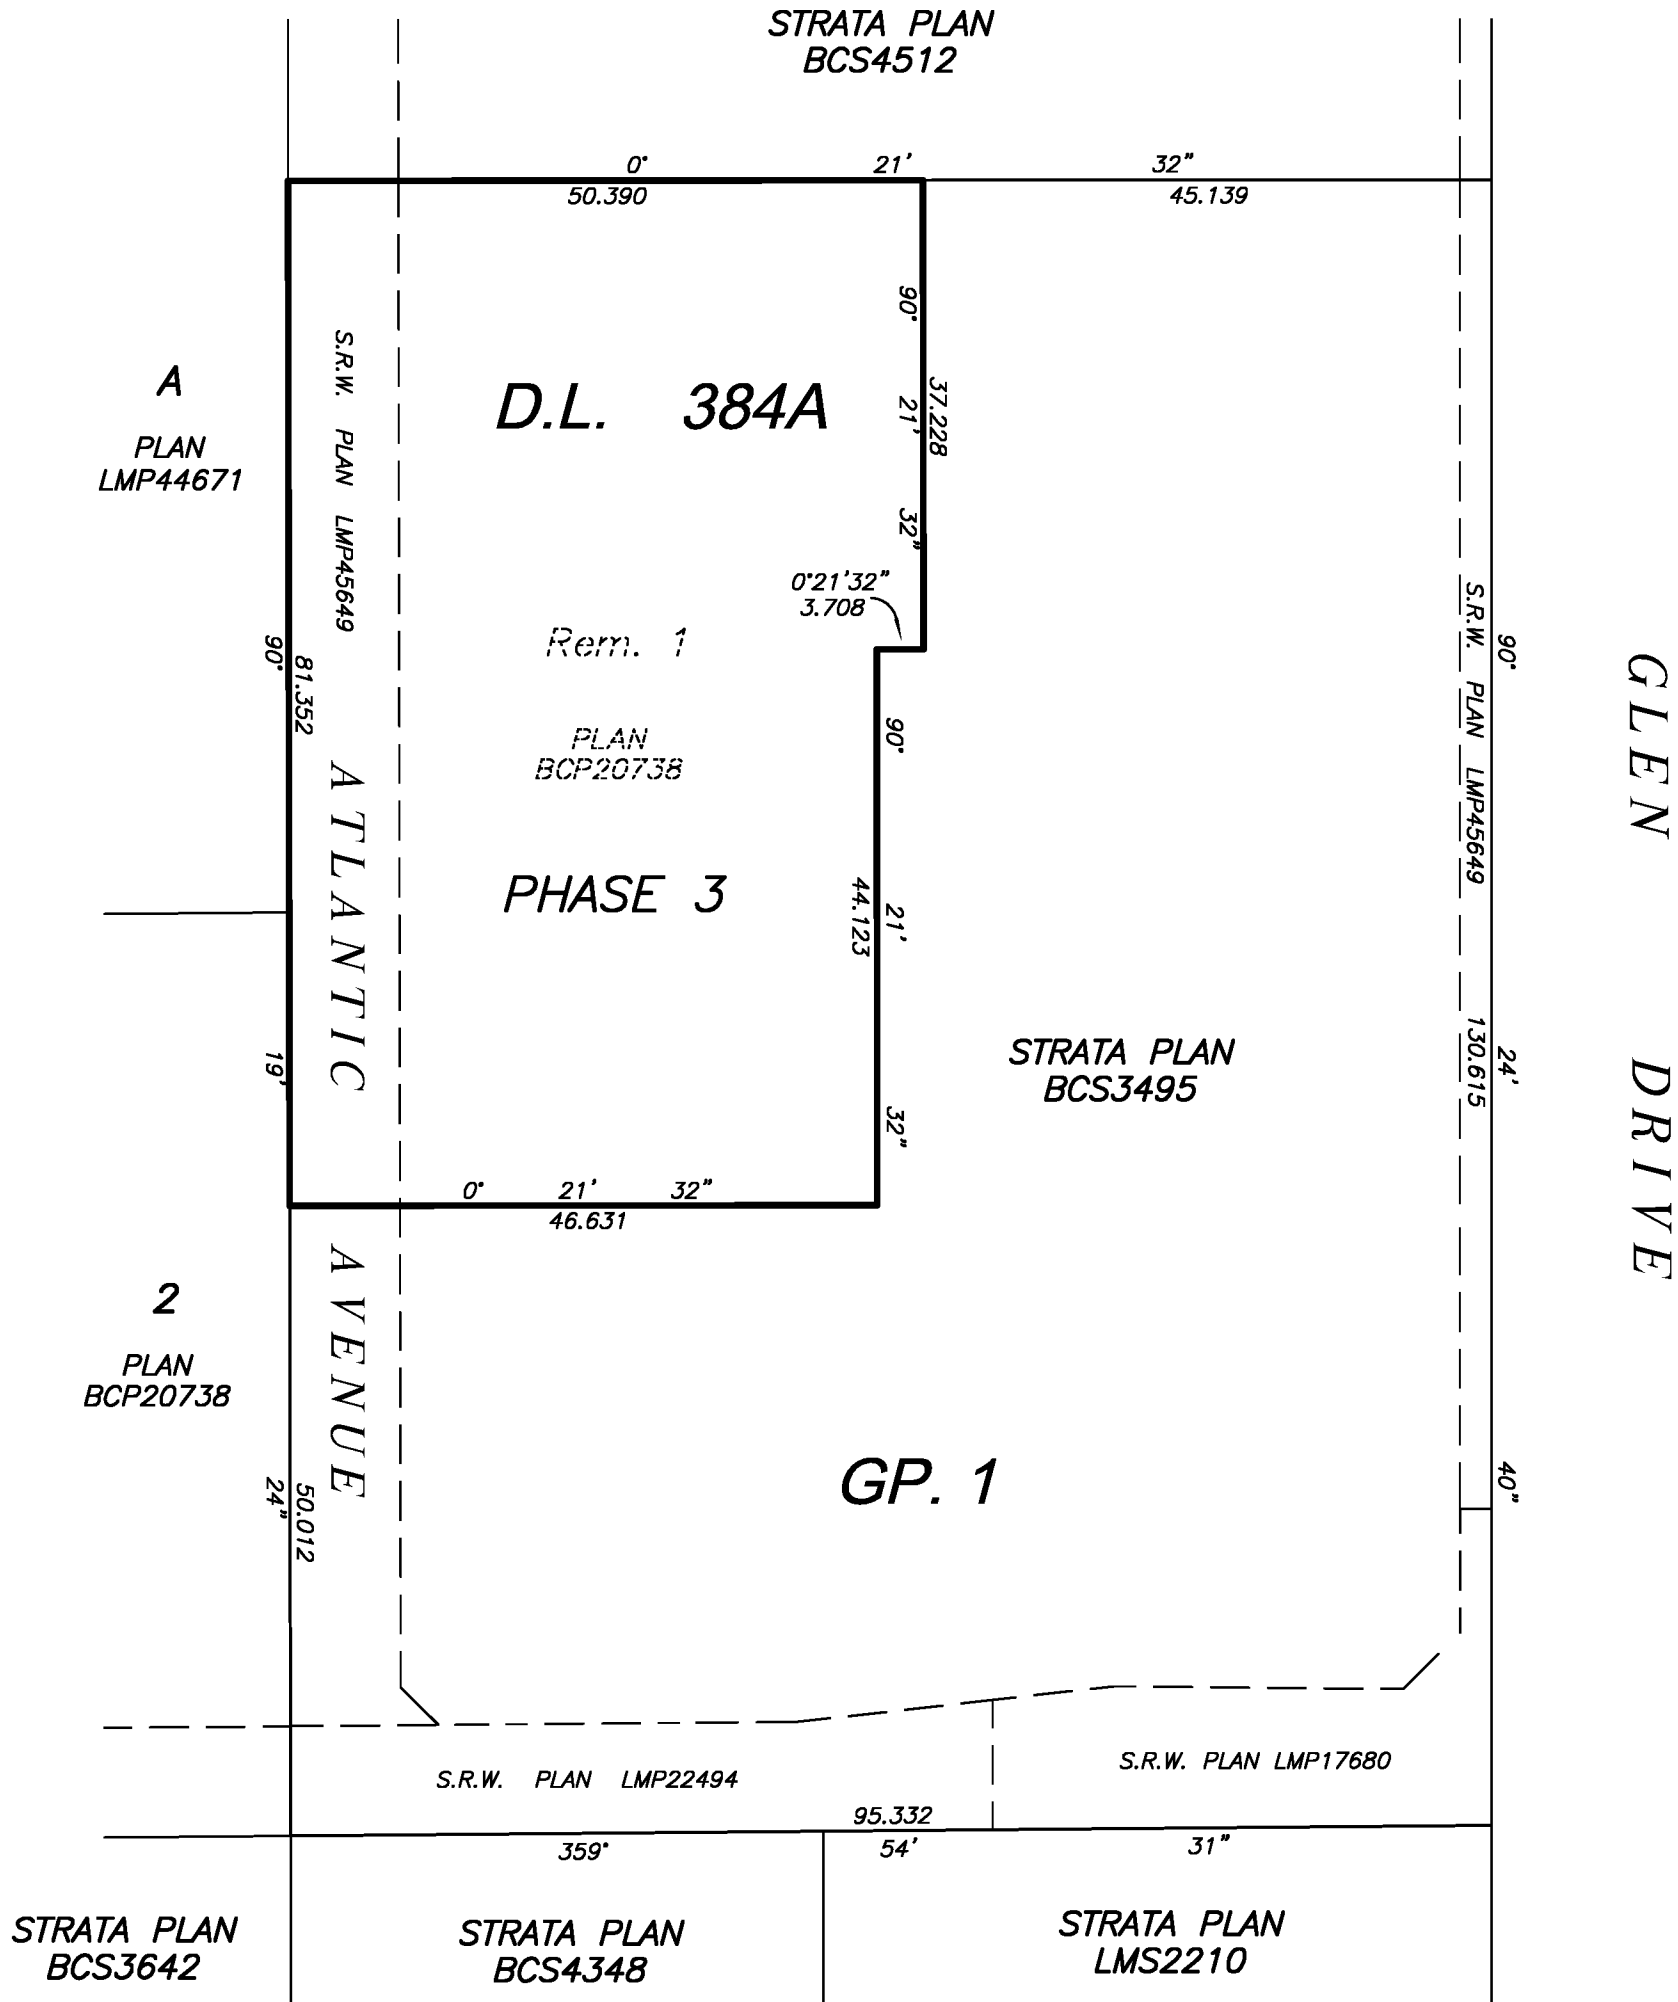 STRATA PLAN
BCS4512
0° 21' 32"
50.390
45.139
90° 21' 32"
37.228
S.R.W. PLAN LMP45649
D.L. 384A
A
PLAN
LMP44671
0°21'32"
3.708
Rem. 1
PLAN
BCP20738
PHASE 3
90° 19' 24"
81.352
ATLANTIC AVENUE
90° 21' 32"
44.123
S.R.W. PLAN LMP45649
90° 24' 40"
130.615
GLEN DRIVE
STRATA PLAN
BCS3495
0° 21' 32"
46.631
2
PLAN
BCP20738
50.012
GP. 1
S.R.W. PLAN LMP22494
S.R.W. PLAN LMP17680
95.332
359° 54' 31"
STRATA PLAN
BCS3642
STRATA PLAN
BCS4348
STRATA PLAN
LMS2210